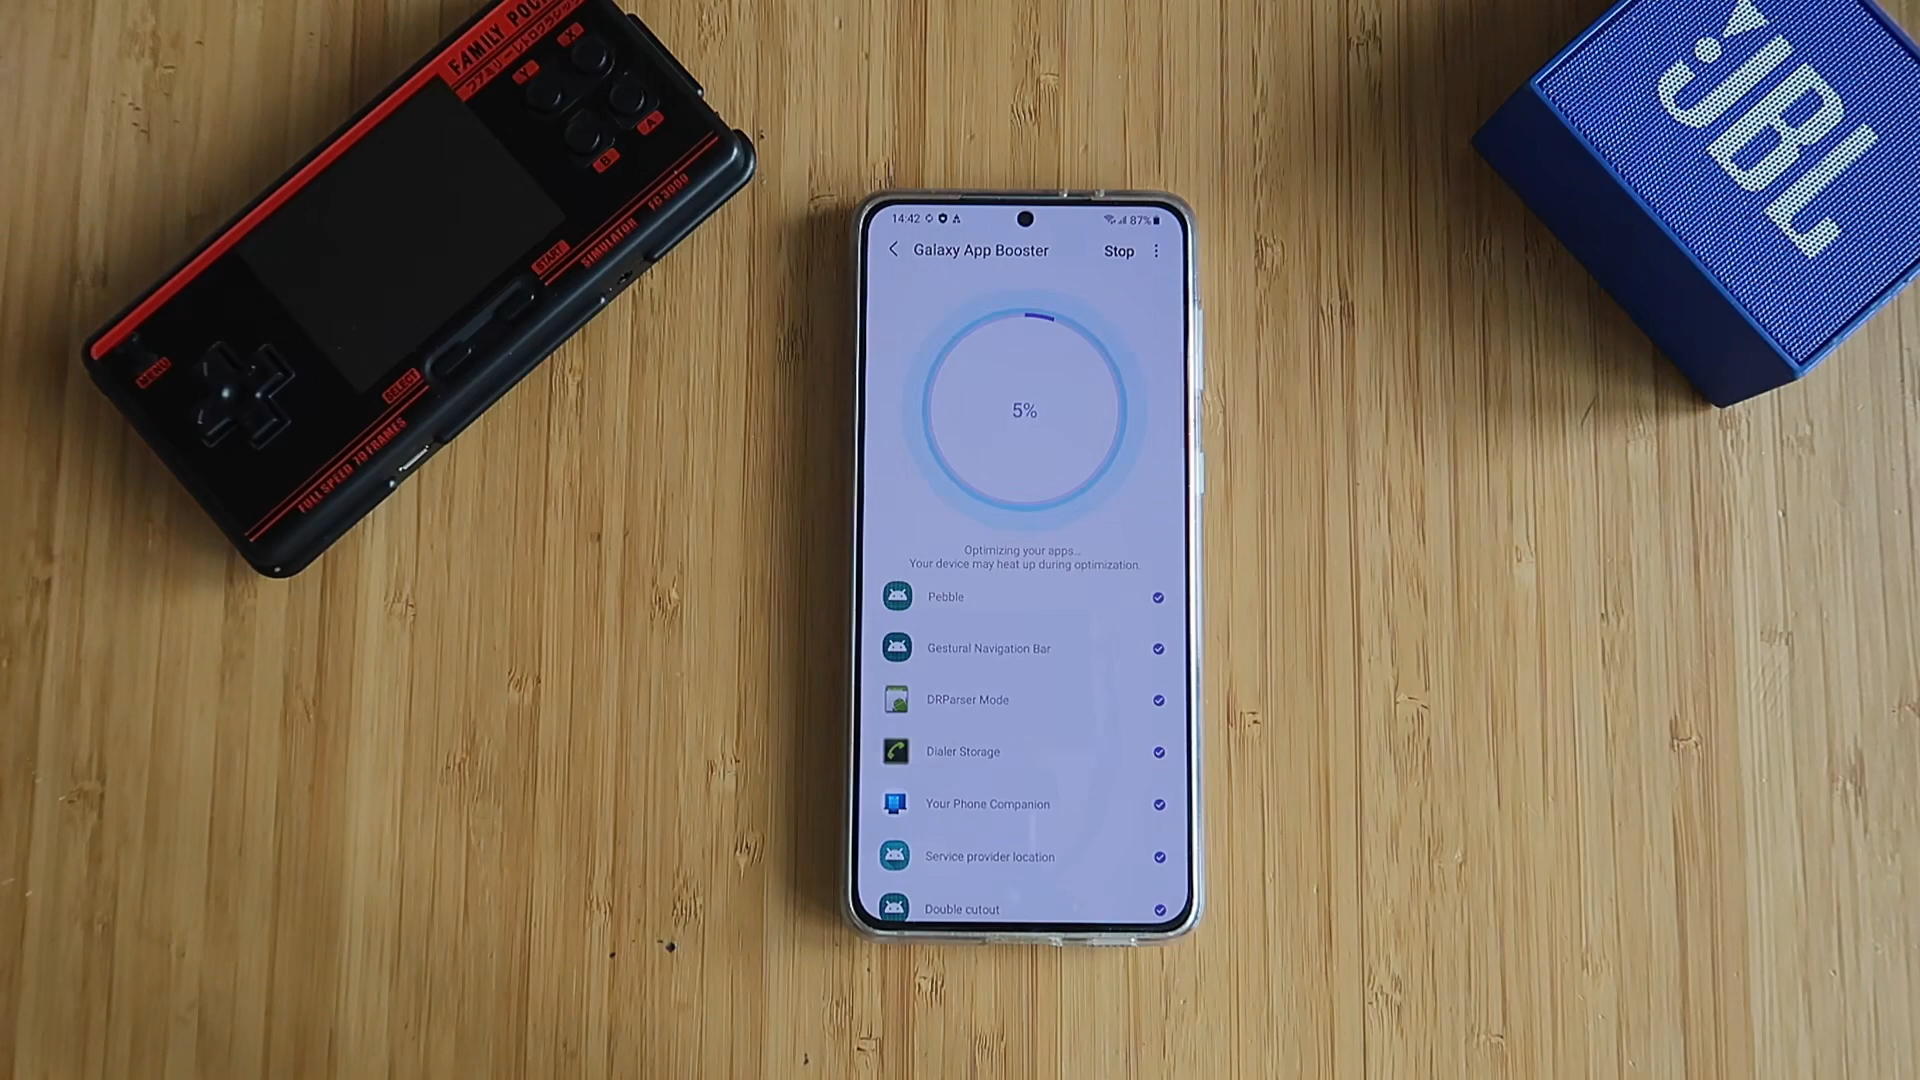 FAMILY
X
Y
A
B
START
SIMULATOR FC3000
MENU
SELECT
FULL SPEED 70 FRAMES
JBL
14:42
87%
Galaxy App Booster
Stop
5%
Optimizing your apps...
Your device may heat up during optimization.
Pebble
Gestural Navigation Bar
DRParser Mode
Dialer Storage
Your Phone Companion
Service provider location
Double cutout